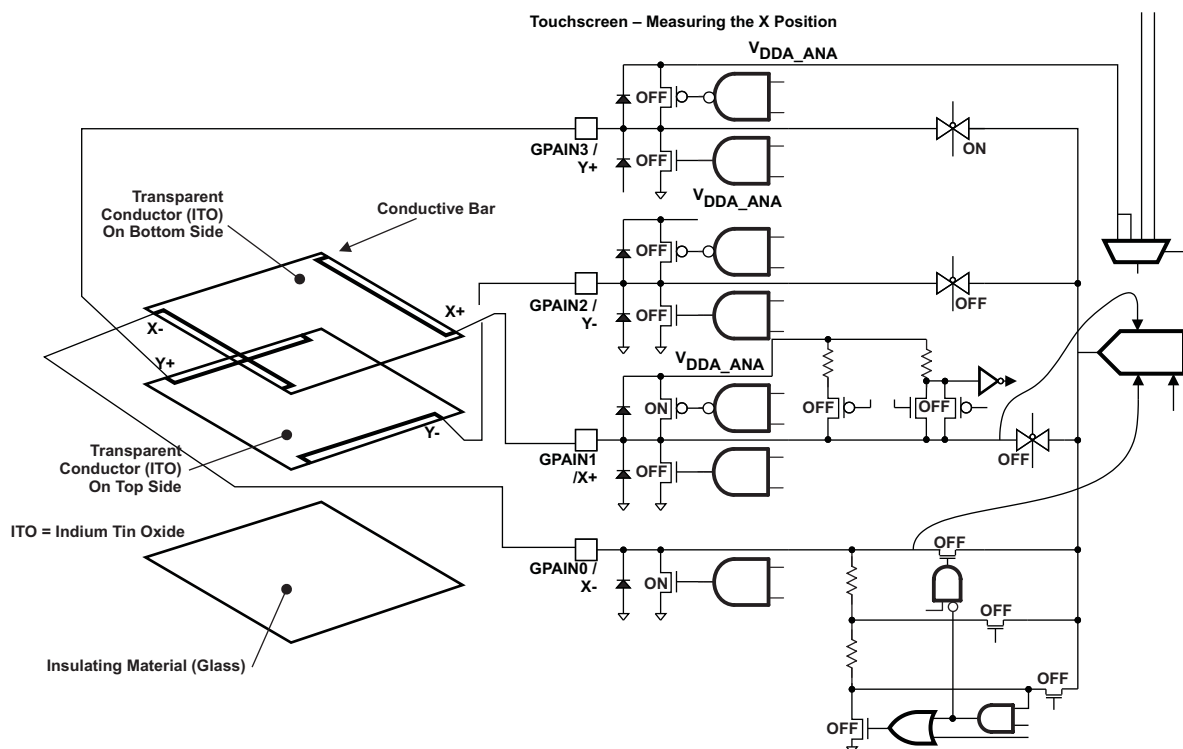 Touchscreen – Measuring the X Position
VDDA_ANA
OFF
GPAIN3 /
Y+
OFF
ON
Transparent
Conductor (ITO)
On Bottom Side
Conductive Bar
VDDA_ANA
OFF
GPAIN2 /
Y-
OFF
OFF
X-
X+
Y+
Y-
VDDA_ANA
ON
OFF
OFF
GPAIN1
/X+
OFF
OFF
Transparent
Conductor (ITO)
On Top Side
ITO = Indium Tin Oxide
GPAIN0 /
X-
ON
OFF
OFF
Insulating Material (Glass)
OFF
OFF